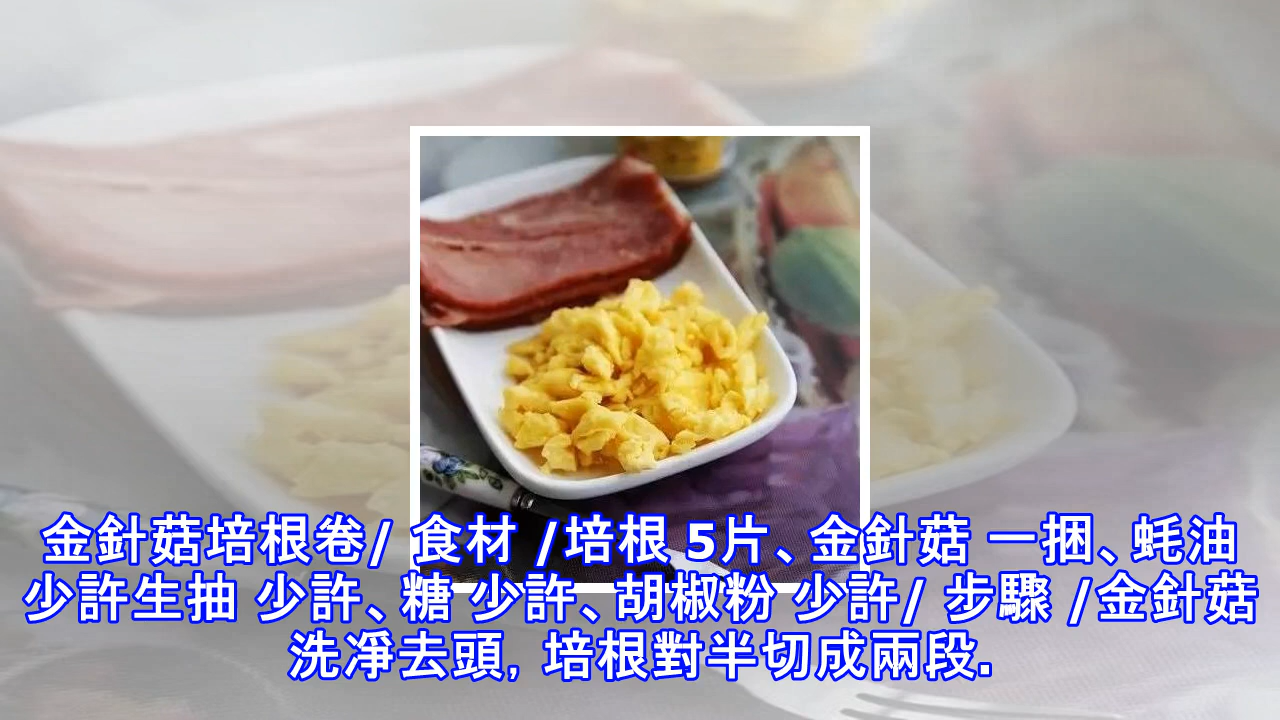 金針菇培根卷/ 食材 /培根 5片、金針菇 一捆、蚝油
少許生抽 少許、糖 少許、胡椒粉 少許/ 步驟 /金針菇
洗凈去頭, 培根對半切成兩段.